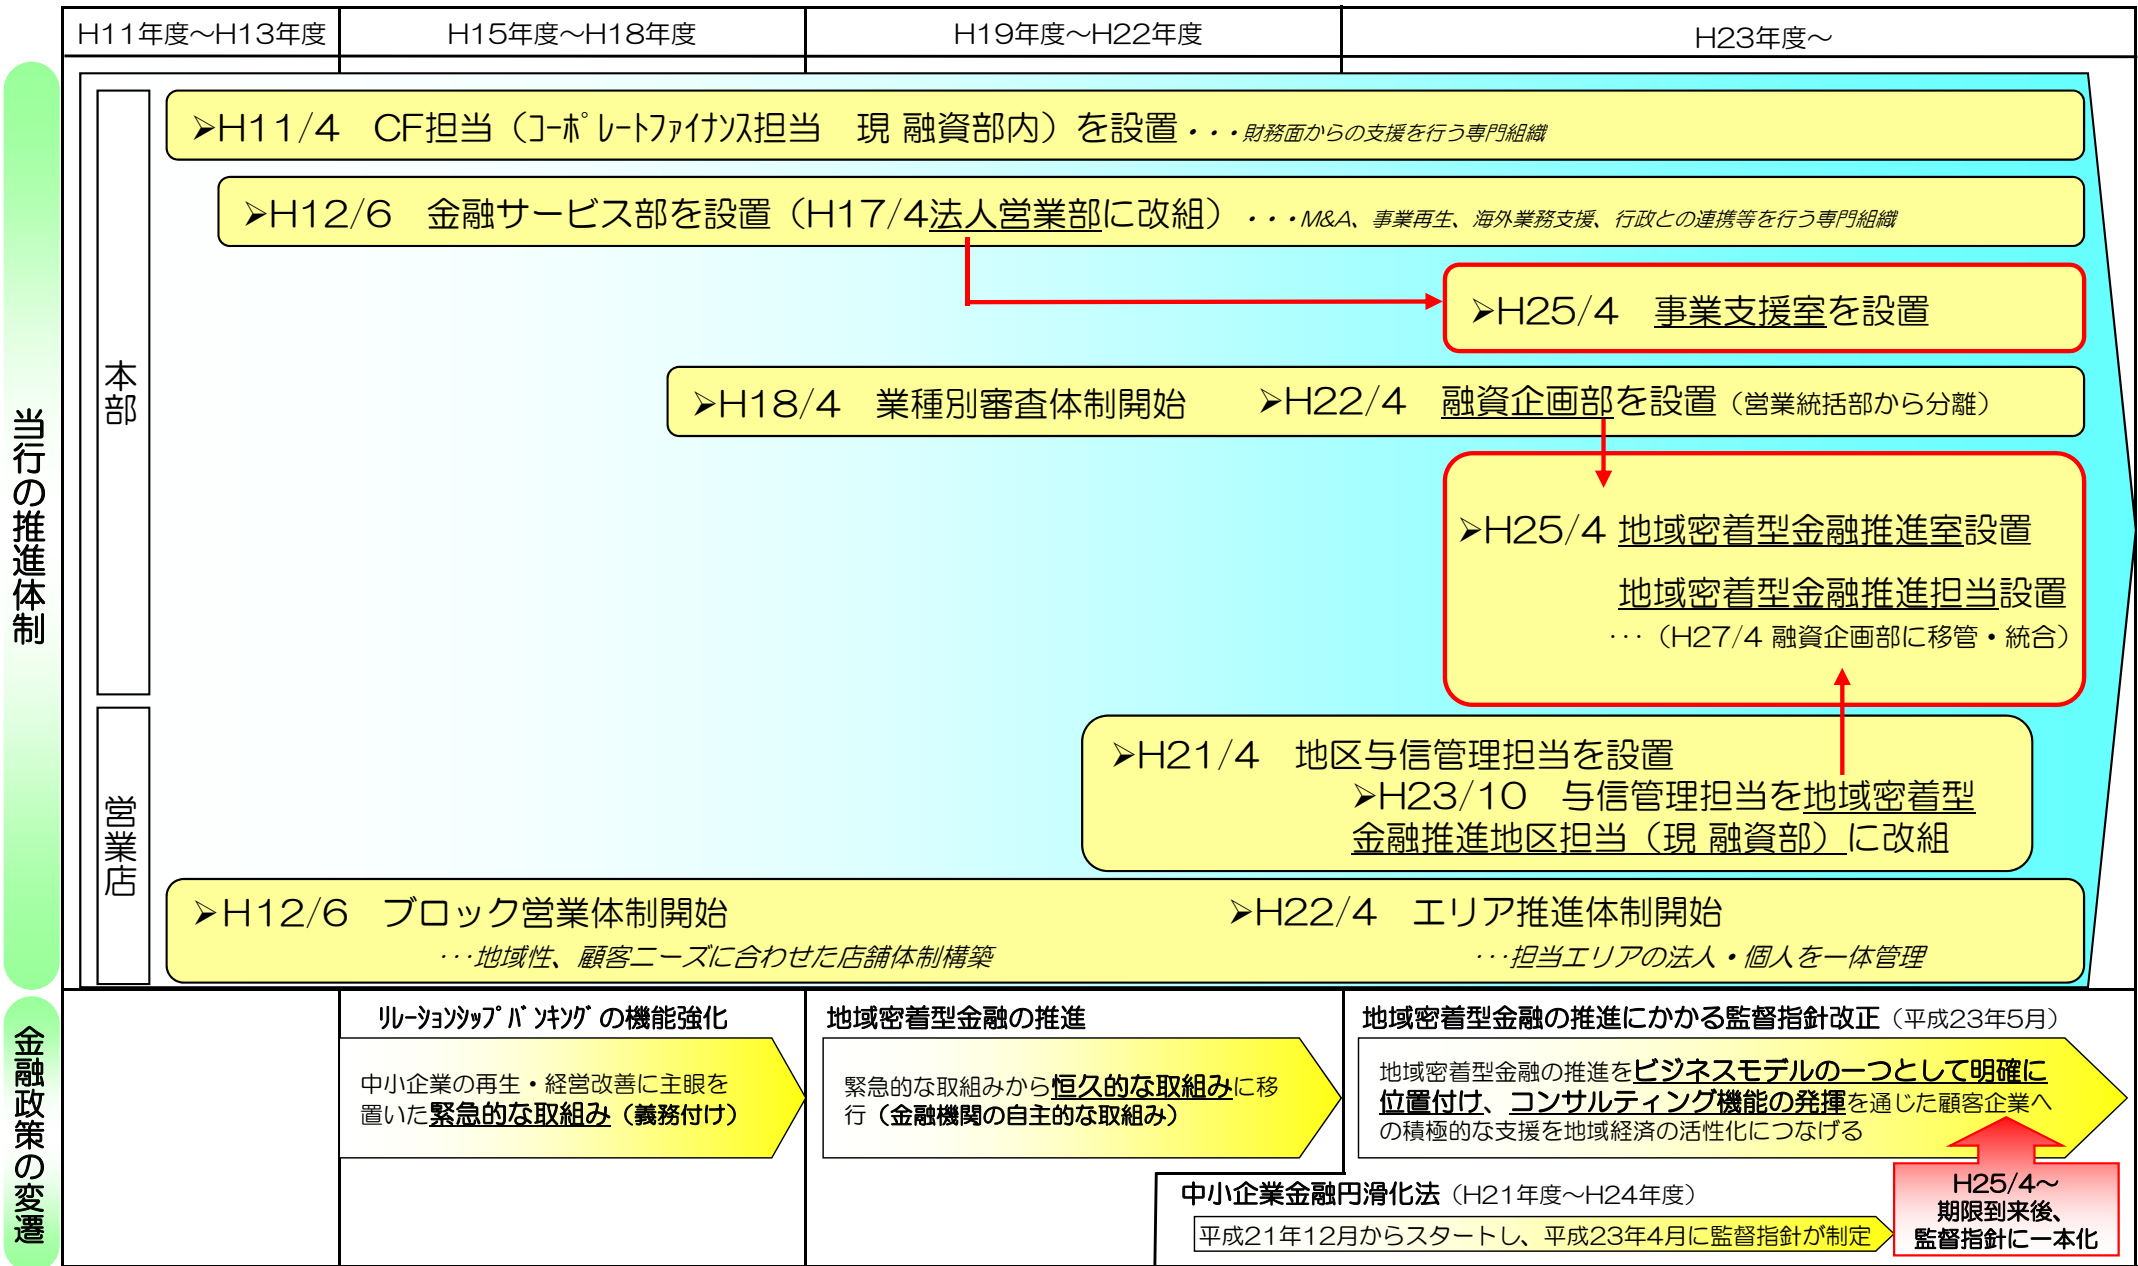 H11年度～H13年度
H15年度～H18年度
H19年度～H22年度
H23年度～
当行の推進体制
本部
➢H11/4　CF担当（ｺｰﾎﾟﾚｰﾄﾌｧｲﾅﾝｽ担当　現 融資部内）を設置・・・財務面からの支援を行う専門組織
➢H12/6　金融サービス部を設置（H17/4法人営業部に改組）・・・M&A、事業再生、海外業務支援、行政との連携等を行う専門組織
➢H25/4　事業支援室を設置
➢H18/4　業種別審査体制開始　　➢H22/4　融資企画部を設置（営業統括部から分離）
➢H25/4 地域密着型金融推進室設置
地域密着型金融推進担当設置
･･･（H27/4 融資企画部に移管・統合）
営業店
➢H21/4　地区与信管理担当を設置
➢H23/10　与信管理担当を地域密着型
金融推進地区担当（現 融資部）に改組
➢H12/6　ブロック営業体制開始
･･･地域性、顧客ニーズに合わせた店舗体制構築
➢H22/4　エリア推進体制開始
･･･担当エリアの法人・個人を一体管理
金融政策の変遷
ﾘﾚｰｼｮﾝｼｯﾌﾟﾊﾞﾝｷﾝｸﾞの機能強化
中小企業の再生・経営改善に主眼を
置いた緊急的な取組み（義務付け）
地域密着型金融の推進
緊急的な取組みから恒久的な取組みに移
行（金融機関の自主的な取組み）
地域密着型金融の推進にかかる監督指針改正（平成23年5月）
地域密着型金融の推進をビジネスモデルの一つとして明確に
位置付け、コンサルティング機能の発揮を通じた顧客企業へ
の積極的な支援を地域経済の活性化につなげる
中小企業金融円滑化法（H21年度～H24年度）
平成21年12月からスタートし、平成23年4月に監督指針が制定
H25/4～
期限到来後、
監督指針に一本化